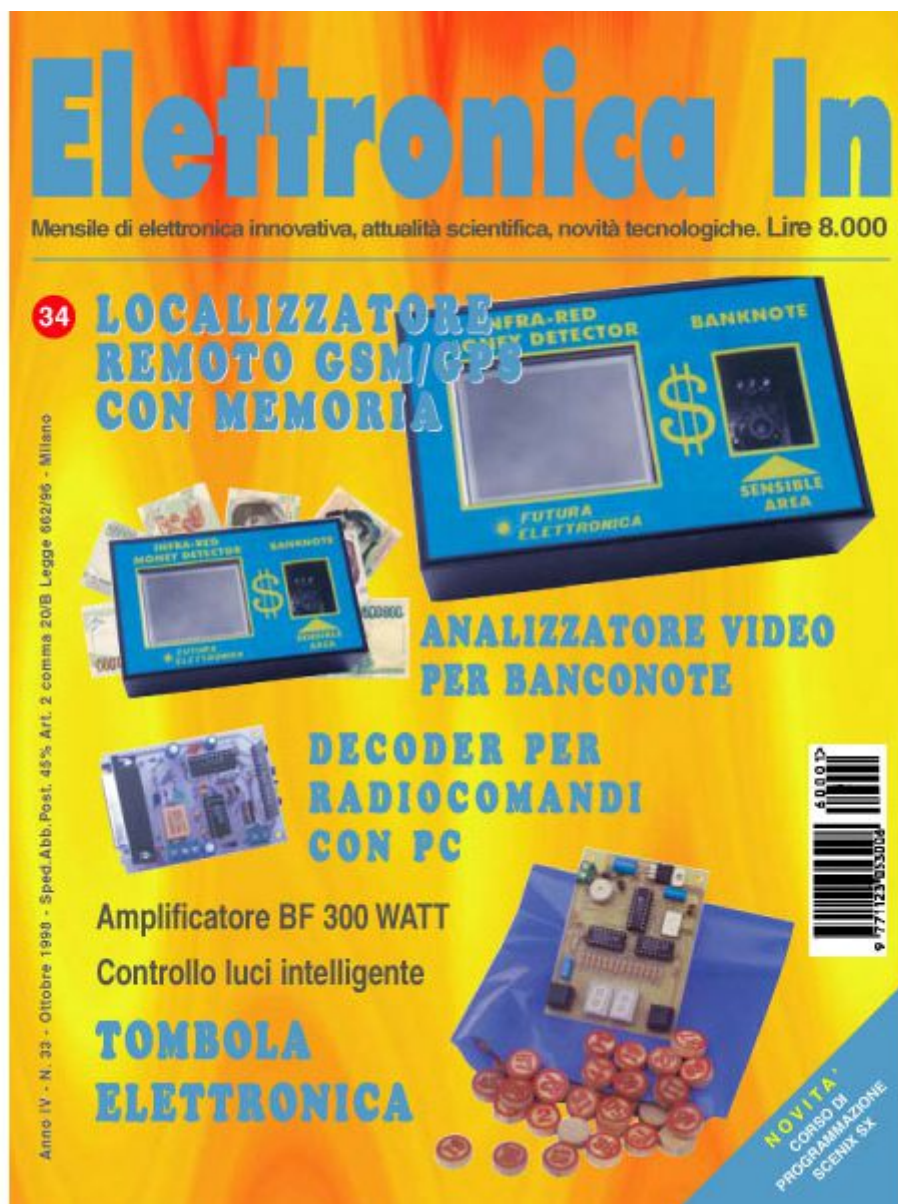 Elettronica In
Mensile di elettronica innovativa, attualità scientifica, novità tecnologiche. Lire 8.000
34
LOCALIZZATORE
REMOTO GSM/GPS
CON MEMORIA
INFRA-RED
MONEY DETECTOR
BANKNOTE
$
SENSIBLE
AREA
FUTURA
ELETTRONICA
INFRA-RED
MONEY DETECTOR
BANKNOTE
$
SENSIBLE
AREA
FUTURA
ELETTRONICA
ANALIZZATORE VIDEO
PER BANCONOTE
DECODER PER
RADIOCOMANDI
CON PC
Amplificatore BF 300 WATT
Controllo luci intelligente
TOMBOLA
ELETTRONICA
Anno IV - N. 33 - Ottobre 1998 - Sped.Abb.Post. 45% Art. 2 comma 20/B Legge 662/96 - Milano
60001>
9 771123 053006
NOVITA'
CORSO DI
PROGRAMMAZIONE
SCENIX SX